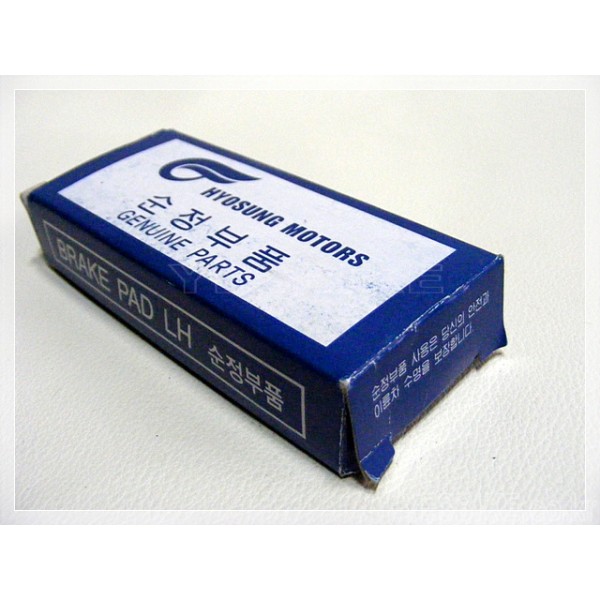 HYOSUNG MOTORS
순정부품
GENUINE PARTS
BRAKE PAD LH 순정부품
순정부품 사용은 당신의 안전과
이륜차 수명을 보장합니다.